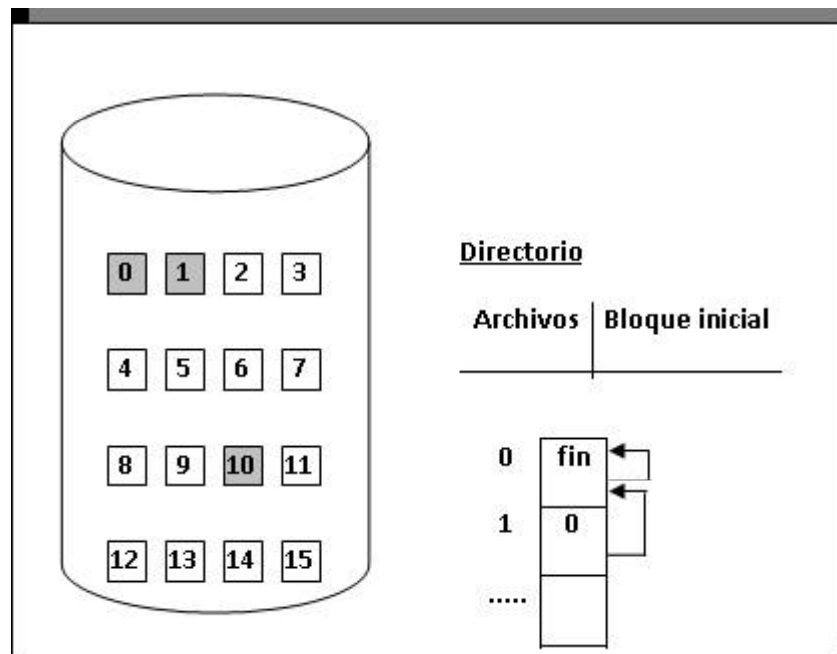 0 1 2 3
4 5 6 7
8 9 10 11
12 13 14 15
Directorio
Archivos Bloque inicial
0 fin
1 0
.....